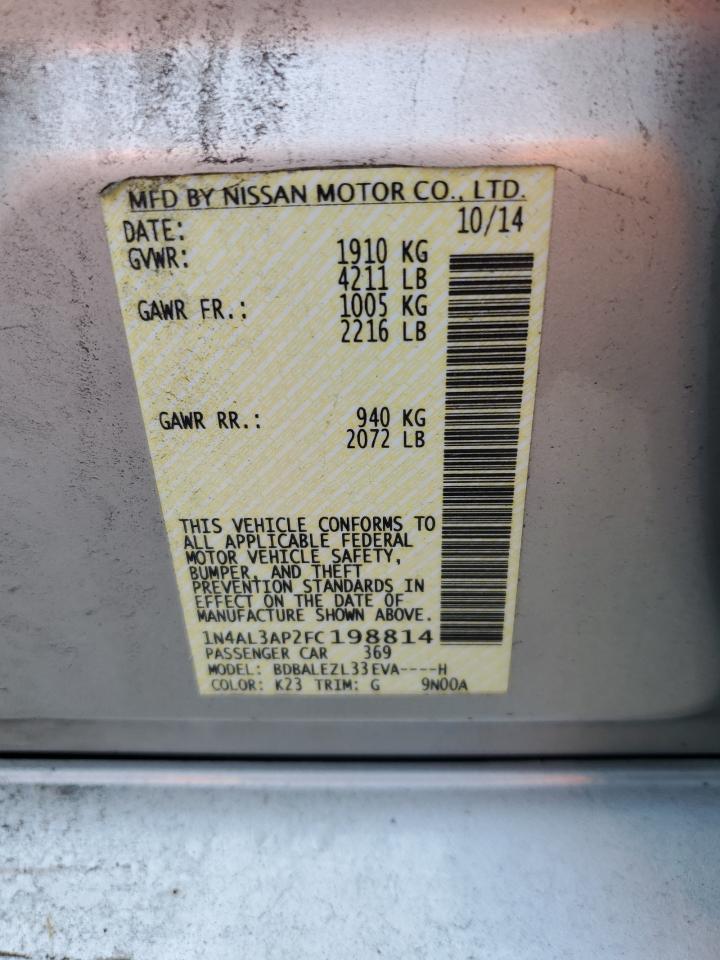 MFD BY NISSAN MOTOR CO., LTD.
DATE: 10/14
GVWR: 1910 KG
4211 LB
GAWR FR.: 1005 KG
2216 LB
GAWR RR.: 940 KG
2072 LB
THIS VEHICLE CONFORMS TO
ALL APPLICABLE FEDERAL
MOTOR VEHICLE SAFETY,
BUMPER, AND THEFT
PREVENTION STANDARDS IN
EFFECT ON THE DATE OF
MANUFACTURE SHOWN ABOVE.
1N4AL3AP2FC198814
PASSENGER CAR 369
MODEL: BDBALEZL33EVA----H
COLOR: K23 TRIM: G 9N00A